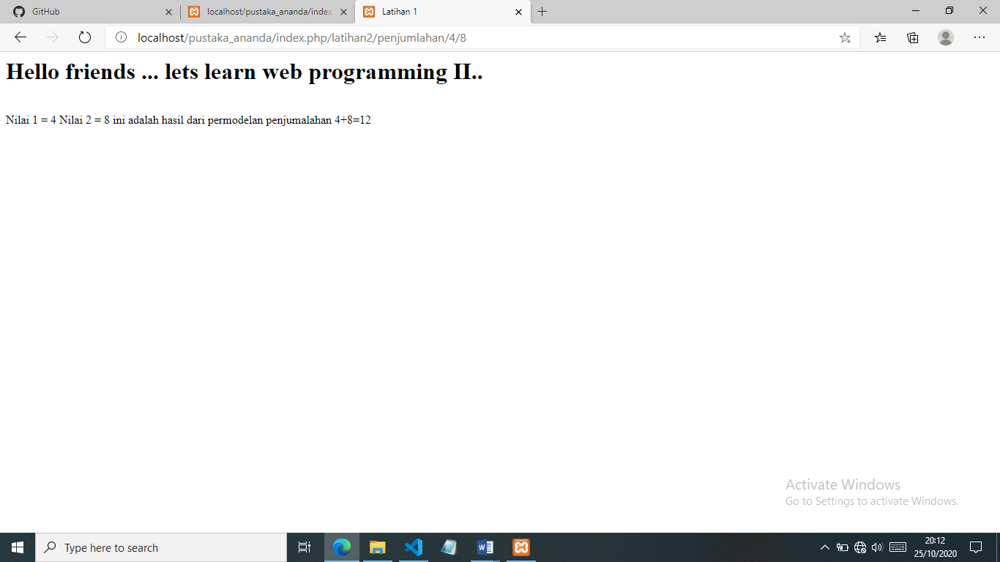 GitHub
localhost/pustaka_ananda/index.
Latihan 1
localhost/pustaka_ananda/index.php/latihan2/penjumlahan/4/8
Hello friends ... lets learn web programming II..
Nilai 1 = 4 Nilai 2 = 8 ini adalah hasil dari permodelan penjumalahan 4+8=12
Activate Windows
Go to Settings to activate Windows.
Type here to search
20:12
25/10/2020